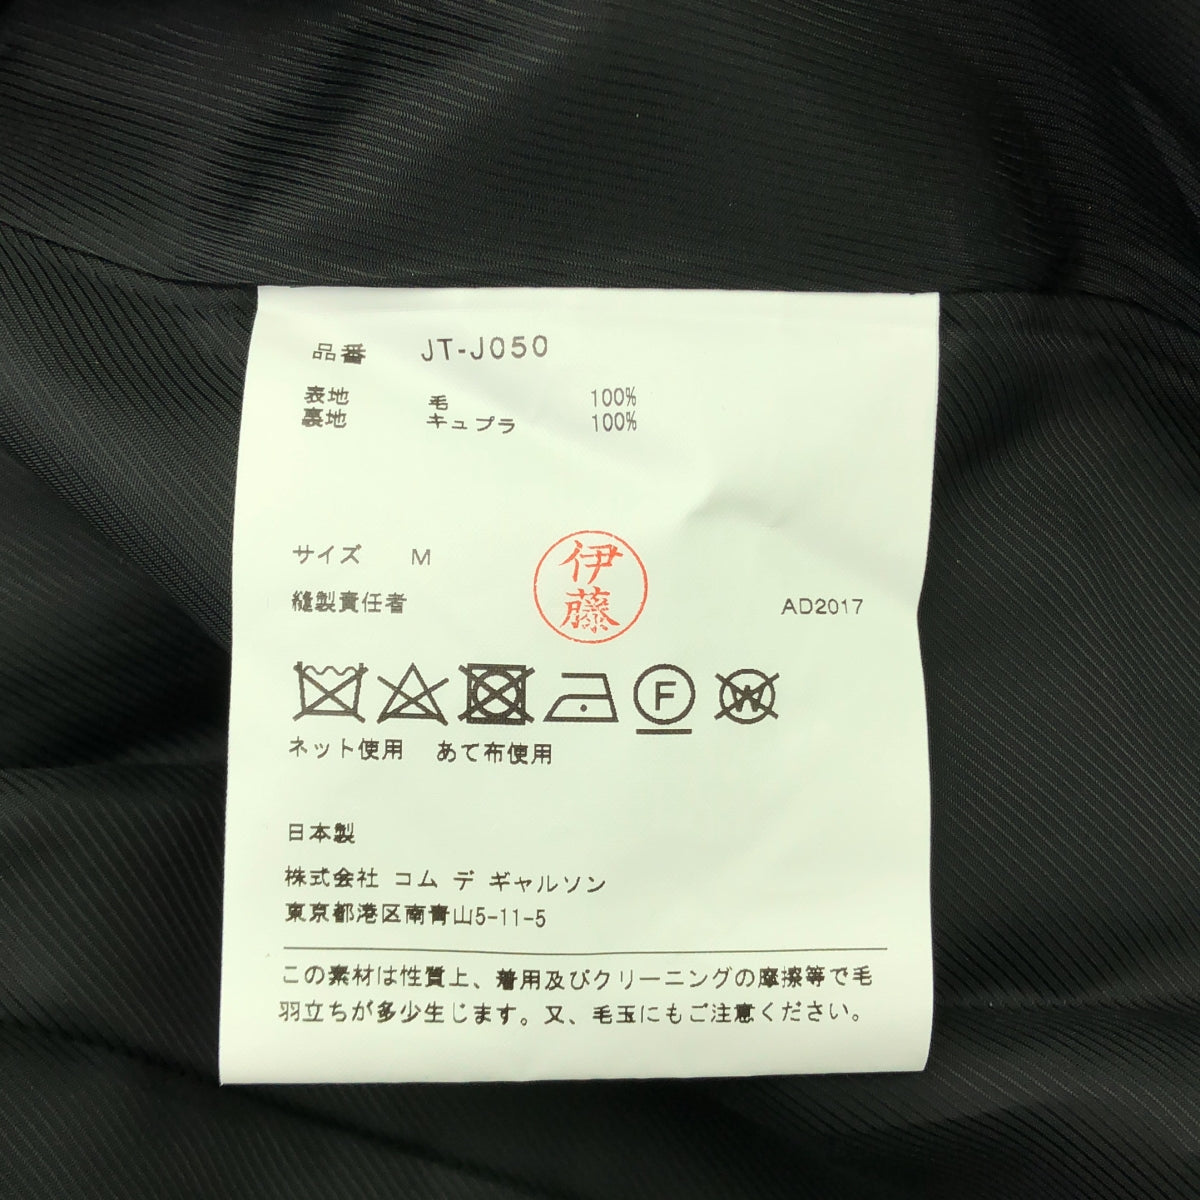 品番 JT-J050
表地 毛 100%
裏地 キュプラ 100%
サイズ M
伊藤
縫製責任者 AD2017
F W
ネット使用 あて布使用
日本製
株式会社 コム デ ギャルソン
東京都港区南青山5-11-5
この素材は性質上、着用及びクリーニングの摩擦等で毛
羽立ちが多少生じます。又、毛玉にもご注意ください。